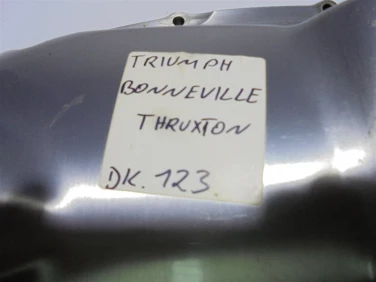 TRIUMPH
BONNEVILLE
THRUXTON
DK. 123